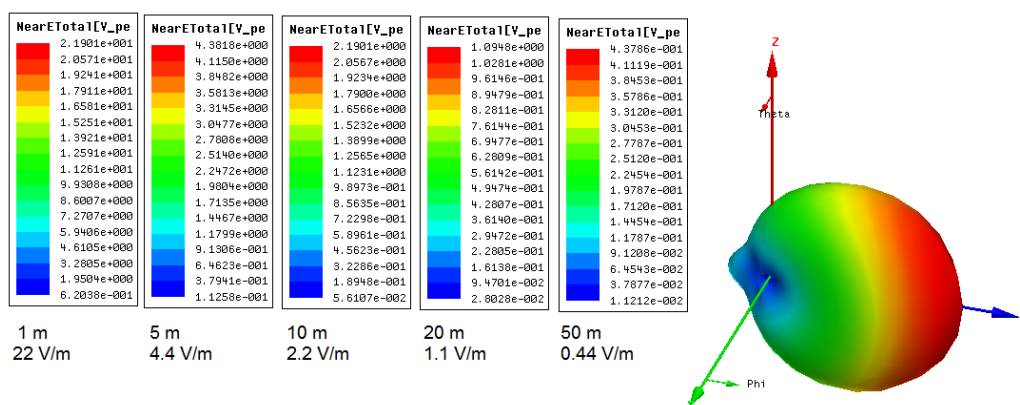 NearETotal[V_pe
2.1901e+001
2.0571e+001
1.9241e+001
1.7911e+001
1.6581e+001
1.5251e+001
1.3921e+001
1.2591e+001
1.1261e+001
9.9308e+000
8.6007e+000
7.2707e+000
5.9406e+000
4.6105e+000
3.2805e+000
1.9504e+000
6.2038e-001
1 m
22 V/m
NearETotal[V_pe
4.3818e+000
4.1150e+000
3.8482e+000
3.5813e+000
3.3145e+000
3.0477e+000
2.7808e+000
2.5140e+000
2.2472e+000
1.9804e+000
1.7135e+000
1.4467e+000
1.1799e+000
9.1306e-001
6.4623e-001
3.7941e-001
1.1258e-001
5 m
4.4 V/m
NearETotal[V_pe
2.1901e+000
2.0567e+000
1.9234e+000
1.7900e+000
1.6566e+000
1.5232e+000
1.3899e+000
1.2565e+000
1.1231e+000
9.8973e-001
8.5635e-001
7.2298e-001
5.8961e-001
4.5623e-001
3.2286e-001
1.8948e-001
5.6107e-002
10 m
2.2 V/m
NearETotal[V_pe
1.0948e+000
1.0281e+000
9.6146e-001
8.9479e-001
8.2811e-001
7.6144e-001
6.9477e-001
6.2809e-001
5.6142e-001
4.9474e-001
4.2807e-001
3.6140e-001
2.9472e-001
2.2805e-001
1.6138e-001
9.4701e-002
2.8028e-002
20 m
1.1 V/m
NearETotal[V_pe
4.3786e-001
4.1119e-001
3.8453e-001
3.5786e-001
3.3120e-001
3.0453e-001
2.7787e-001
2.5120e-001
2.2454e-001
1.9787e-001
1.7120e-001
1.4454e-001
1.1787e-001
9.1208e-002
6.4543e-002
3.7877e-002
1.1212e-002
50 m
0.44 V/m
Z
Theta
Phi